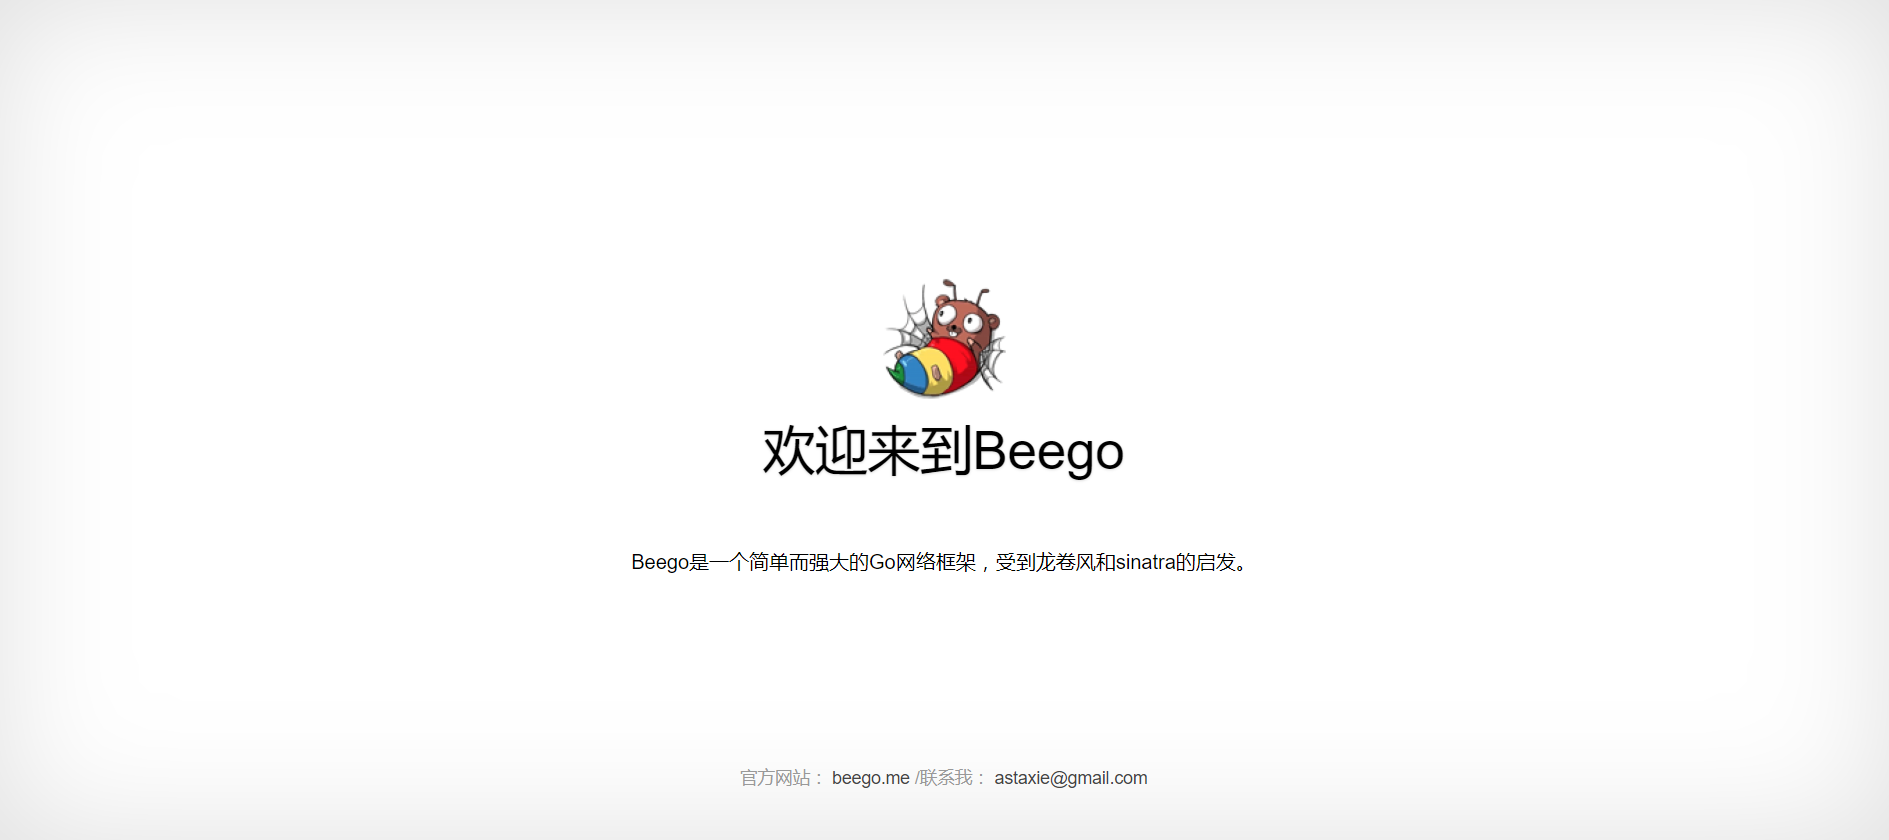 欢迎来到Beego
Beego是一个简单而强大的Go网络框架，受到龙卷风和sinatra的启发。
官方网站： beego.me /联系我： astaxie@gmail.com